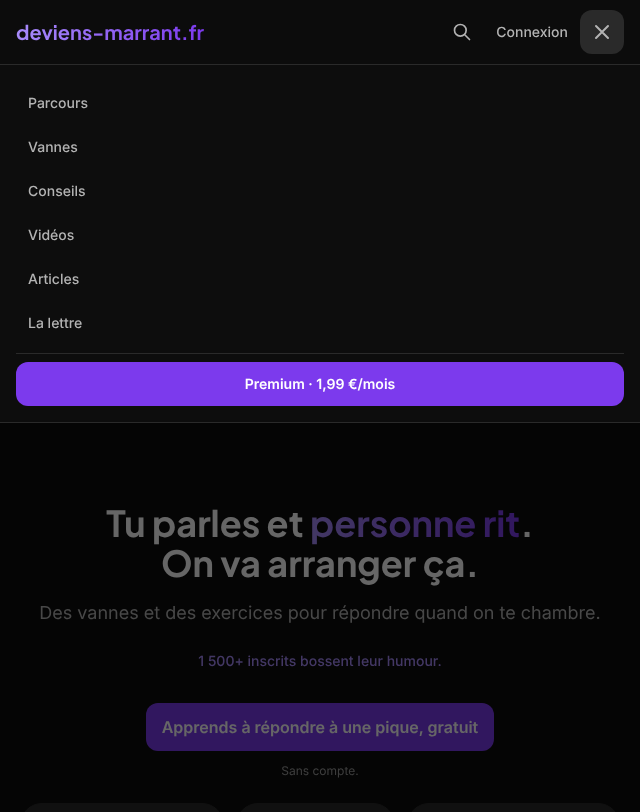 deviens-marrant.fr
Connexion
Parcours
Vannes
Conseils
Vidéos
Articles
La lettre
Premium · 1,99 €/mois
Tu parles et personne rit.
On va arranger ça.
Des vannes et des exercices pour répondre quand on te chambre.
1 500+ inscrits bossent leur humour.
Apprends à répondre à une pique, gratuit
Sans compte.